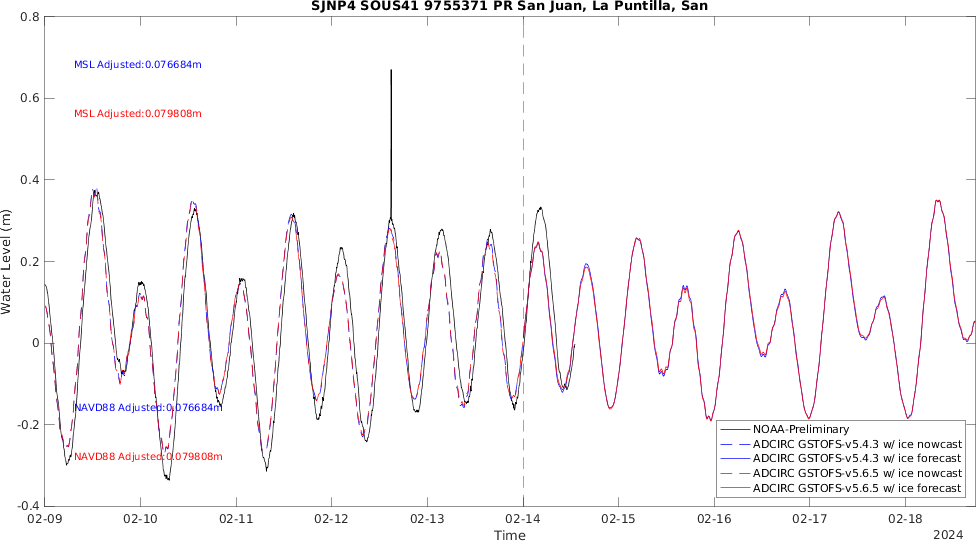 SJNP4 SOUS41 9755371 PR San Juan, La Puntilla, San
0.8
0.6
0.4
0.2
0
-0.2
-0.4
Water Level (m)
MSL Adjusted:0.076684m
MSL Adjusted:0.079808m
NAVD88 Adjusted:0.076684m
NAVD88 Adjusted:0.079808m
NOAA-Preliminary
ADCIRC GSTOFS-v5.4.3 w/ ice nowcast
ADCIRC GSTOFS-v5.4.3 w/ ice forecast
ADCIRC GSTOFS-v5.6.5 w/ ice nowcast
ADCIRC GSTOFS-v5.6.5 w/ ice forecast
02-09 02-10 02-11 02-12 02-13 02-14 02-15 02-16 02-17 02-18
Time
2024